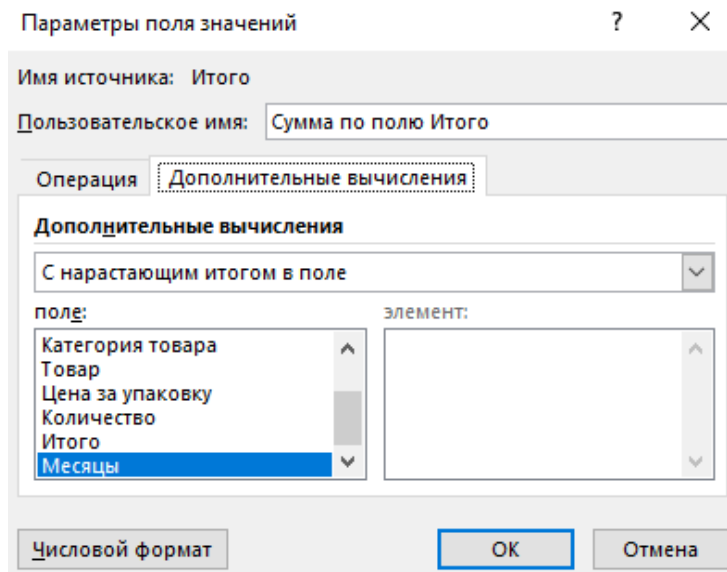 Параметры поля значений ? ✕
Имя источника: Итого
Пользовательское имя: Сумма по полю Итого
Операция Дополнительные вычисления
Дополнительные вычисления
С нарастающим итогом в поле
поле: элемент:
Категория товара
Товар
Цена за упаковку
Количество
Итого
Месяцы
Числовой формат ОК Отмена